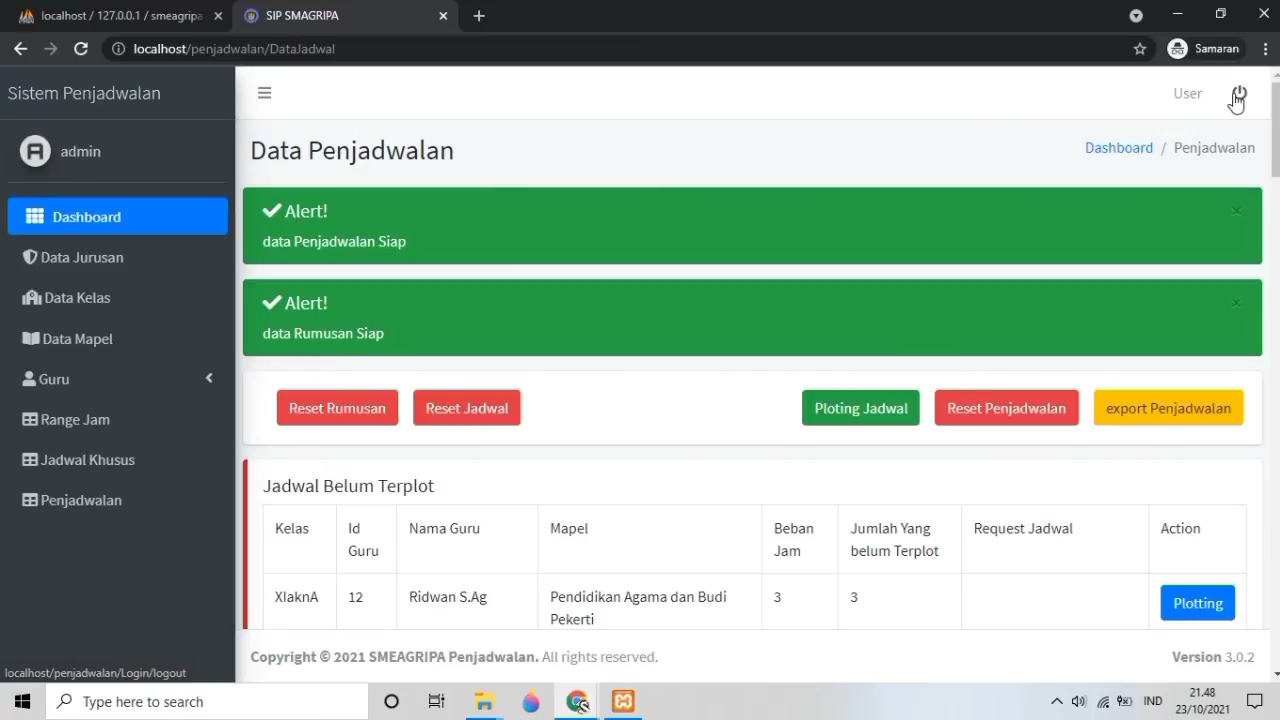 localhost / 127.0.0.1 / smeagripa
SIP SMAGRIPA
localhost/penjadwalan/DataJadwal
Samaran
Sistem Penjadwalan
User
admin
Data Penjadwalan
Dashboard / Penjadwalan
Alert!
data Penjadwalan Siap
Alert!
data Rumusan Siap
Dashboard
Data Jurusan
Data Kelas
Data Mapel
Guru
Range Jam
Jadwal Khusus
Penjadwalan
Reset Rumusan
Reset Jadwal
Ploting Jadwal
Reset Penjadwalan
export Penjadwalan
Jadwal Belum Terplot
Kelas
Id
Guru
Nama Guru
Mapel
Beban
Jam
Jumlah Yang
belum Terplot
Request Jadwal
Action
XIaknA
12
Ridwan S.Ag
Pendidikan Agama dan Budi
Pekerti
3
3
Plotting
Copyright © 2021 SMEAGRIPA Penjadwalan. All rights reserved.
Version 3.0.2
localhost/penjadwalan/Login/logout
Type here to search
IND
21.48
23/10/2021